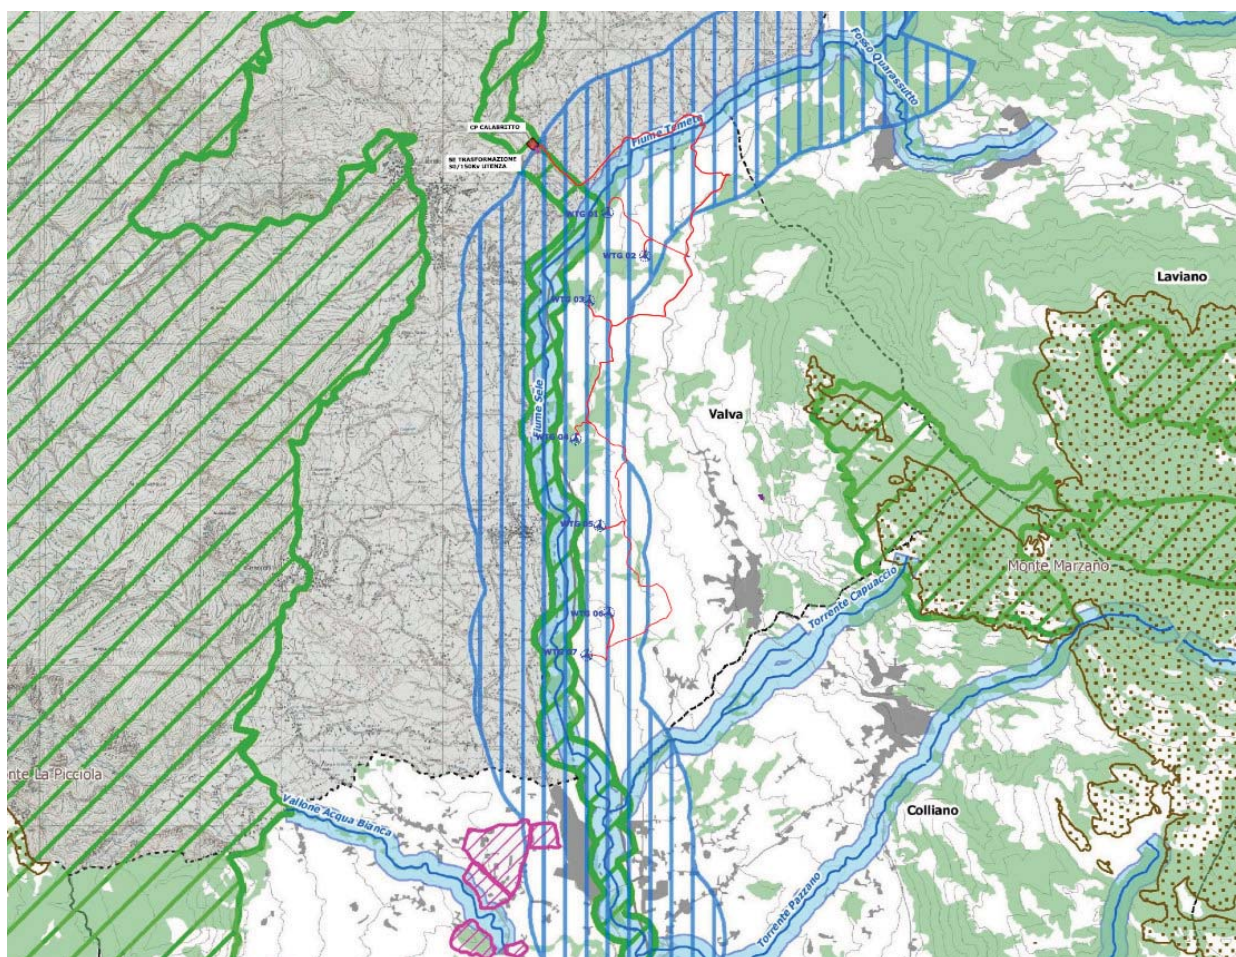 Fosso Quarassutto
CP CALABRITTO
Fiume Temete
SE TRASFORMAZIONE
30/150Kv UTENZA
WTG 01
WTG 02
Laviano
WTG 03
Fiume Sele
Valva
WTG 04
WTG 05
Monte Marzano
Torrente Capuaccio
WTG 06
WTG 07
nte La Picciola
Vallone Acqua Bianca
Colliano
Torrente Pazzano